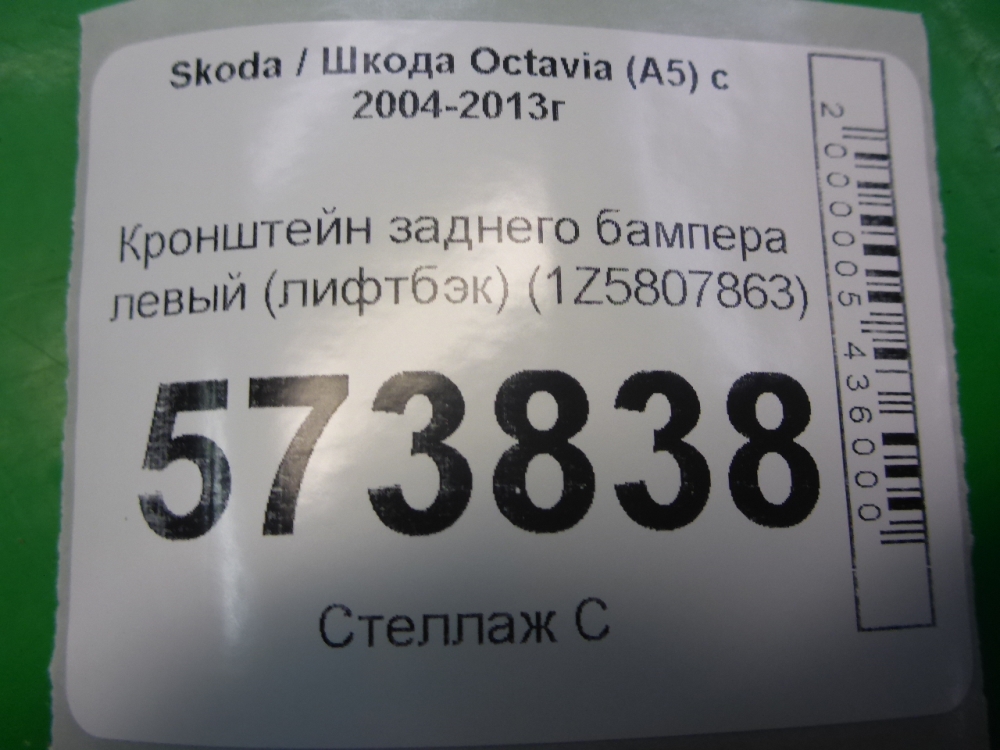 Skoda / Шкода Octavia (A5) с
2004-2013г
Кронштейн заднего бампера
левый (лифтбэк) (1Z5807863)
573838
Стеллаж С
2000005436000